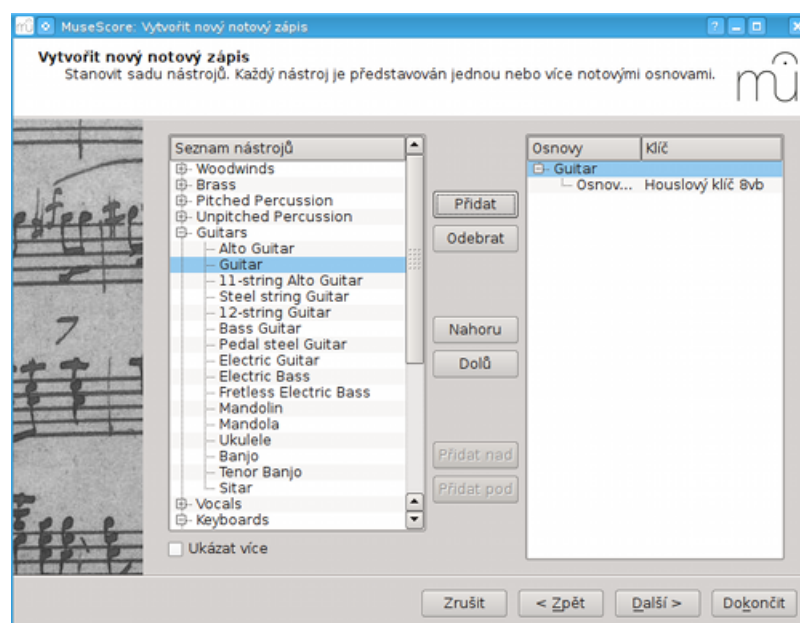 MuseScore: Vytvořit nový notový zápis
Vytvořit nový notový zápis
Stanovit sadu nástrojů. Každý nástroj je představován jednou nebo více notovými osnovami.
mu
Seznam nástrojů
Woodwinds
Brass
Pitched Percussion
Unpitched Percussion
Guitars
Alto Guitar
Guitar
11-string Alto Guitar
Steel string Guitar
12-string Guitar
Bass Guitar
Pedal steel Guitar
Electric Guitar
Electric Bass
Fretless Electric Bass
Mandolin
Mandola
Ukulele
Banjo
Tenor Banjo
Sitar
Vocals
Keyboards
Ukázat více
Přidat
Odebrat
Nahoru
Dolů
Přidat nad
Přidat pod
Osnovy Klíč
Guitar
Osnov... Houslový klíč 8vb
Zrušit < Zpět Další > Dokončit